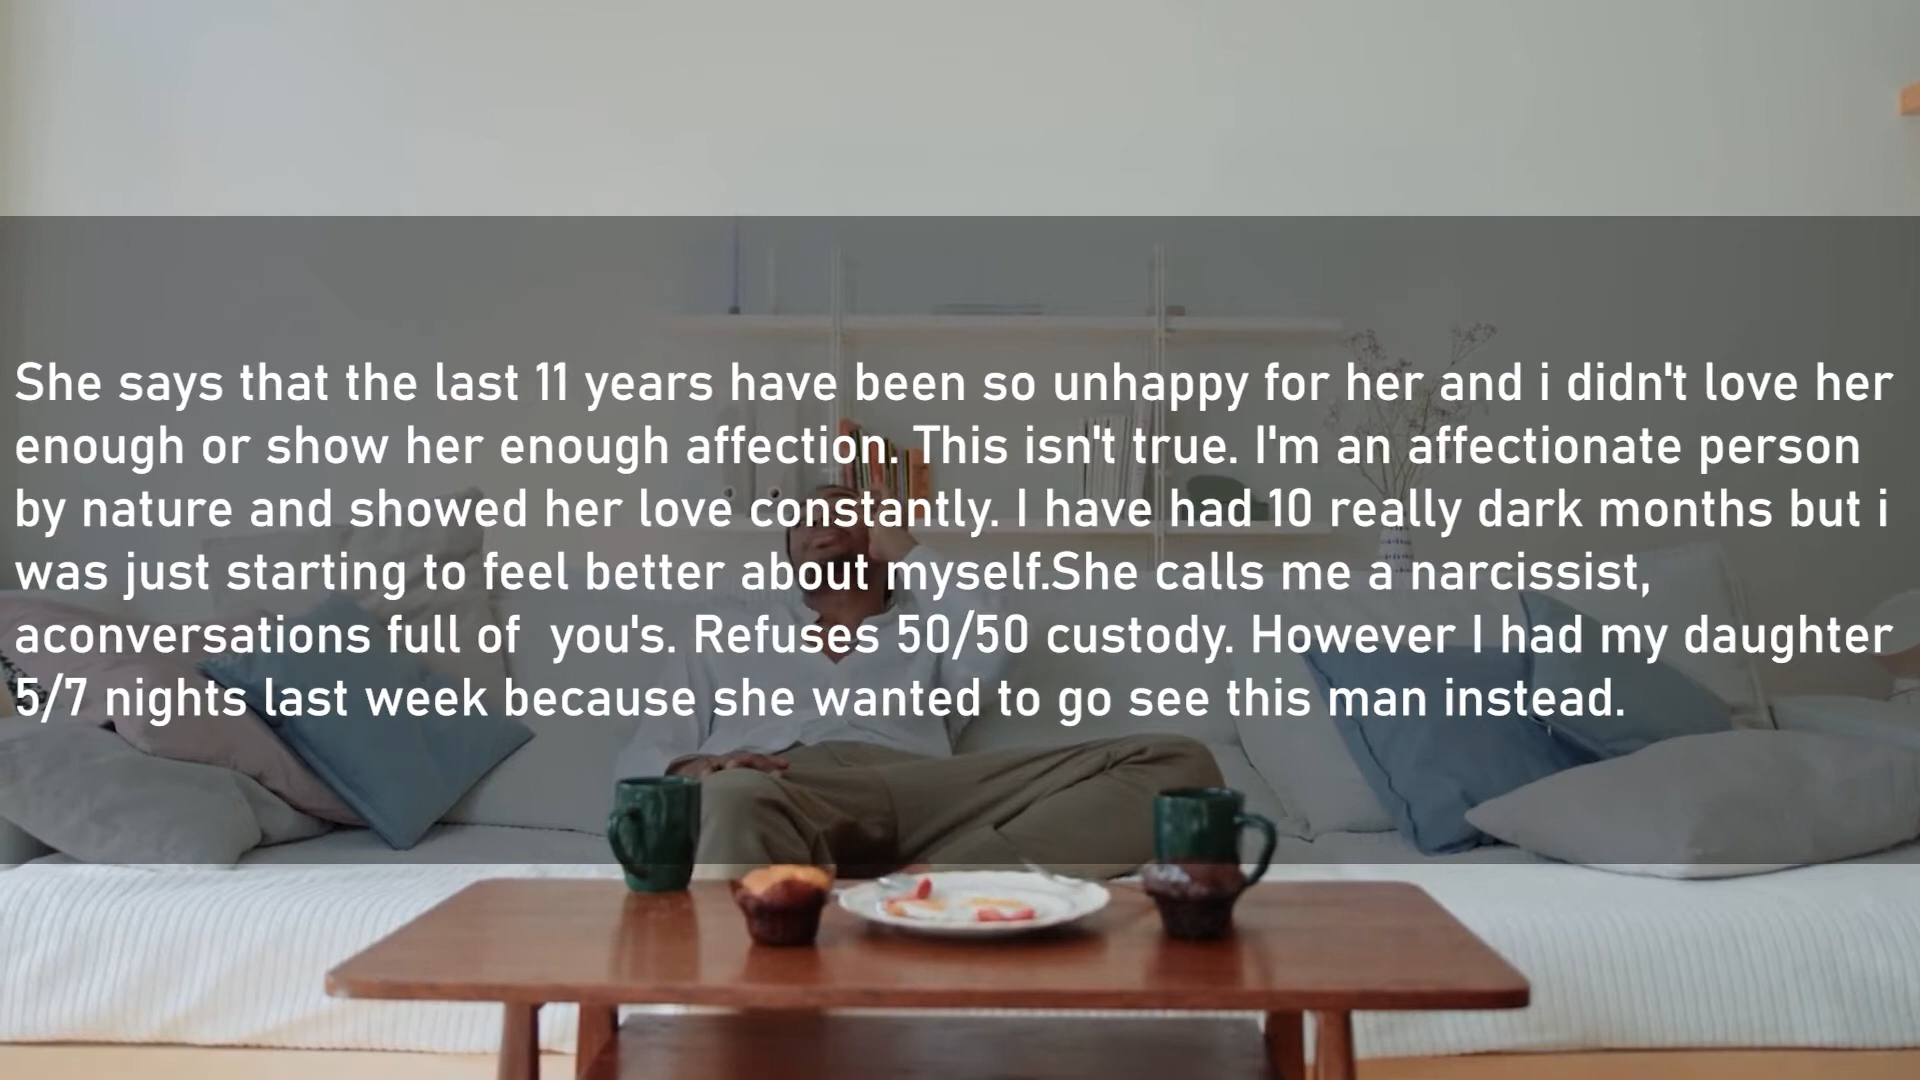 She says that the last 11 years have been so unhappy for her and i didn't love her
enough or show her enough affection. This isn't true. I'm an affectionate person
by nature and showed her love constantly. I have had 10 really dark months but i
was just starting to feel better about myself.She calls me a narcissist,
aconversations full of  you's. Refuses 50/50 custody. However I had my daughter
5/7 nights last week because she wanted to go see this man instead.